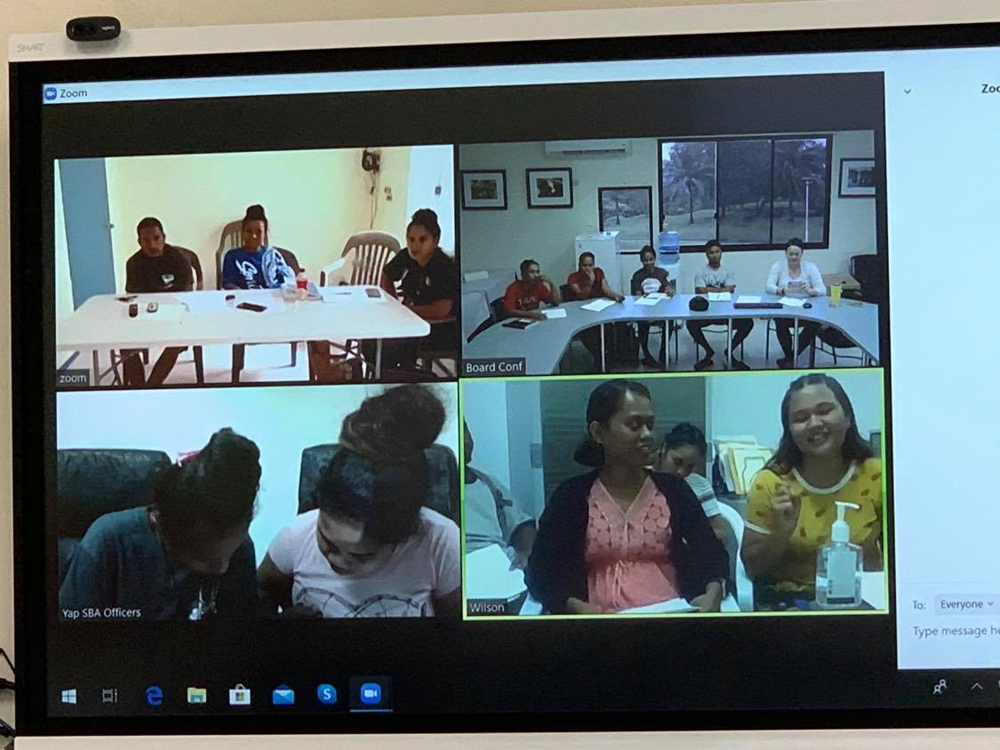 SMART
Zoom
Zoo
zoom
Board Conf
Yap SBA Officers
Wilson
To: Everyone
Type message he